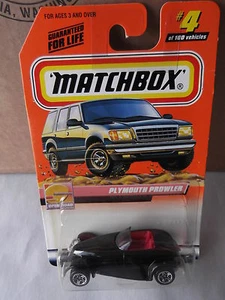 FOR AGES 3 AND OVER
GUARANTEED
FOR LIFE
#4
of 100 vehicles
MATCHBOX
PLYMOUTH PROWLER